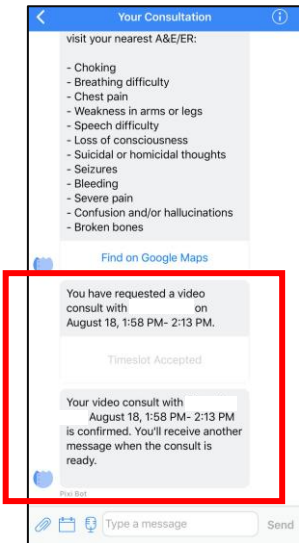 Your Consultation
visit your nearest A&E/ER:
- Choking
- Breathing difficulty
- Chest pain
- Weakness in arms or legs
- Speech difficulty
- Loss of consciousness
- Suicidal or homicidal thoughts
- Seizures
- Bleeding
- Severe pain
- Confusion and/or hallucinations
- Broken bones
Find on Google Maps
You have requested a video
consult with on
August 18, 1:58 PM- 2:13 PM.
Timeslot Accepted
Your video consult with
August 18, 1:58 PM- 2:13 PM
is confirmed. You'll receive another
message when the consult is
ready.
Pixi Bot
Type a message
Send